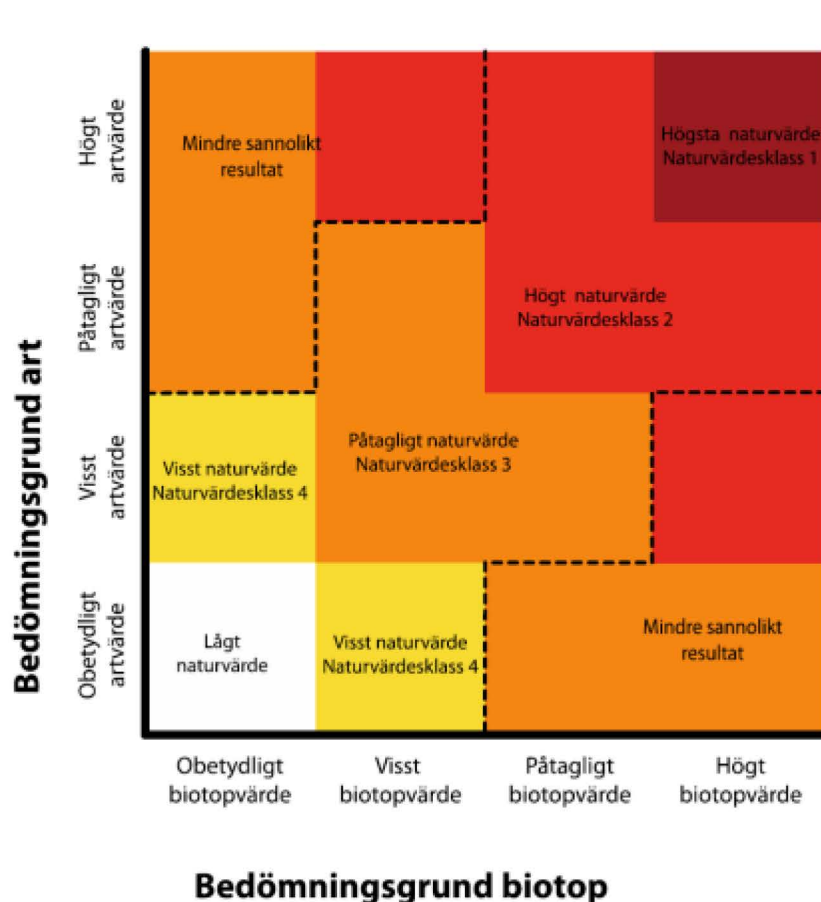 Högt
artvärde
Mindre sannolikt
resultat
Högsta naturvärde
Naturvärdesklass 1
Påtagligt
artvärde
Högt naturvärde
Naturvärdesklass 2
Visst
artvärde
Visst naturvärde
Naturvärdesklass 4
Påtagligt naturvärde
Naturvärdesklass 3
Obetydligt
artvärde
Lågt
naturvärde
Visst naturvärde
Naturvärdesklass 4
Mindre sannolikt
resultat
Bedömningsgrund art
Obetydligt
biotopvärde
Visst
biotopvärde
Påtagligt
biotopvärde
Högt
biotopvärde
Bedömningsgrund biotop